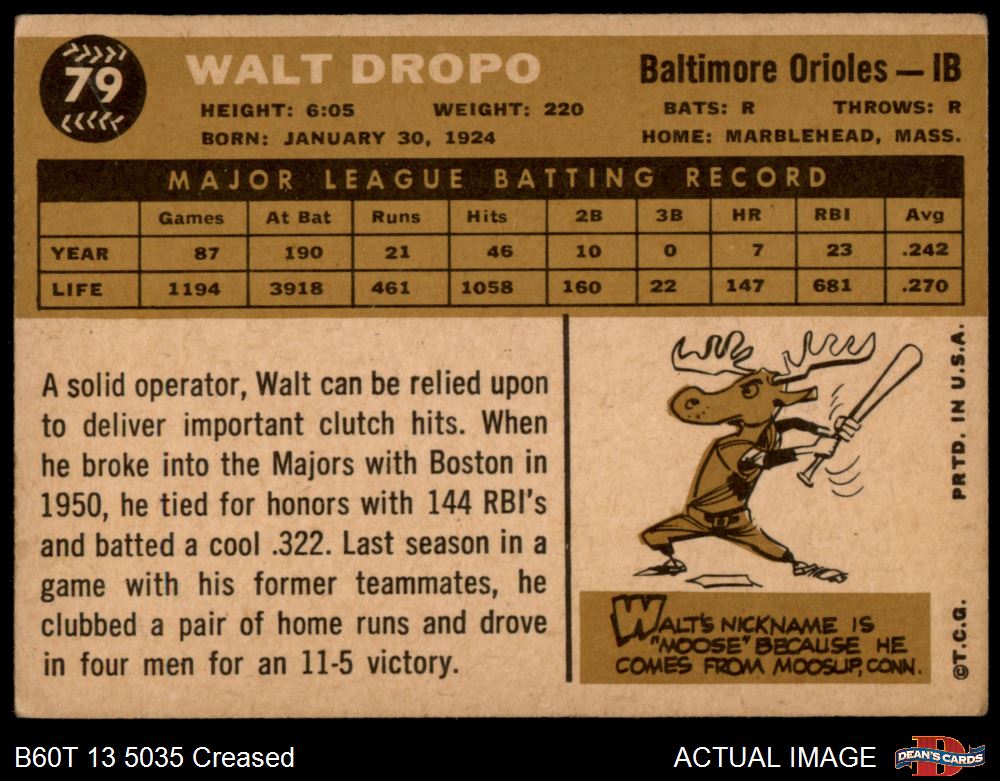 79
WALT DROPO
Baltimore Orioles — 1B
HEIGHT: 6:05 WEIGHT: 220 BATS: R THROWS: R
BORN: JANUARY 30, 1924 HOME: MARBLEHEAD, MASS.
MAJOR LEAGUE BATTING RECORD
Games At Bat Runs Hits 2B 3B HR RBI Avg
YEAR 87 190 21 46 10 0 7 23 .242
LIFE 1194 3918 461 1058 160 22 147 681 .270
A solid operator, Walt can be relied upon
to deliver important clutch hits. When
he broke into the Majors with Boston in
1950, he tied for honors with 144 RBI's
and batted a cool .322. Last season in a
game with his former teammates, he
clubbed a pair of home runs and drove
in four men for an 11-5 victory.
WALT'S NICKNAME IS
"MOOSE" BECAUSE HE
COMES FROM MOOSUP, CONN.
©T.C.G. PRTD. IN U.S.A.
B60T 13 5035 Creased
ACTUAL IMAGE
DEAN'S CARDS